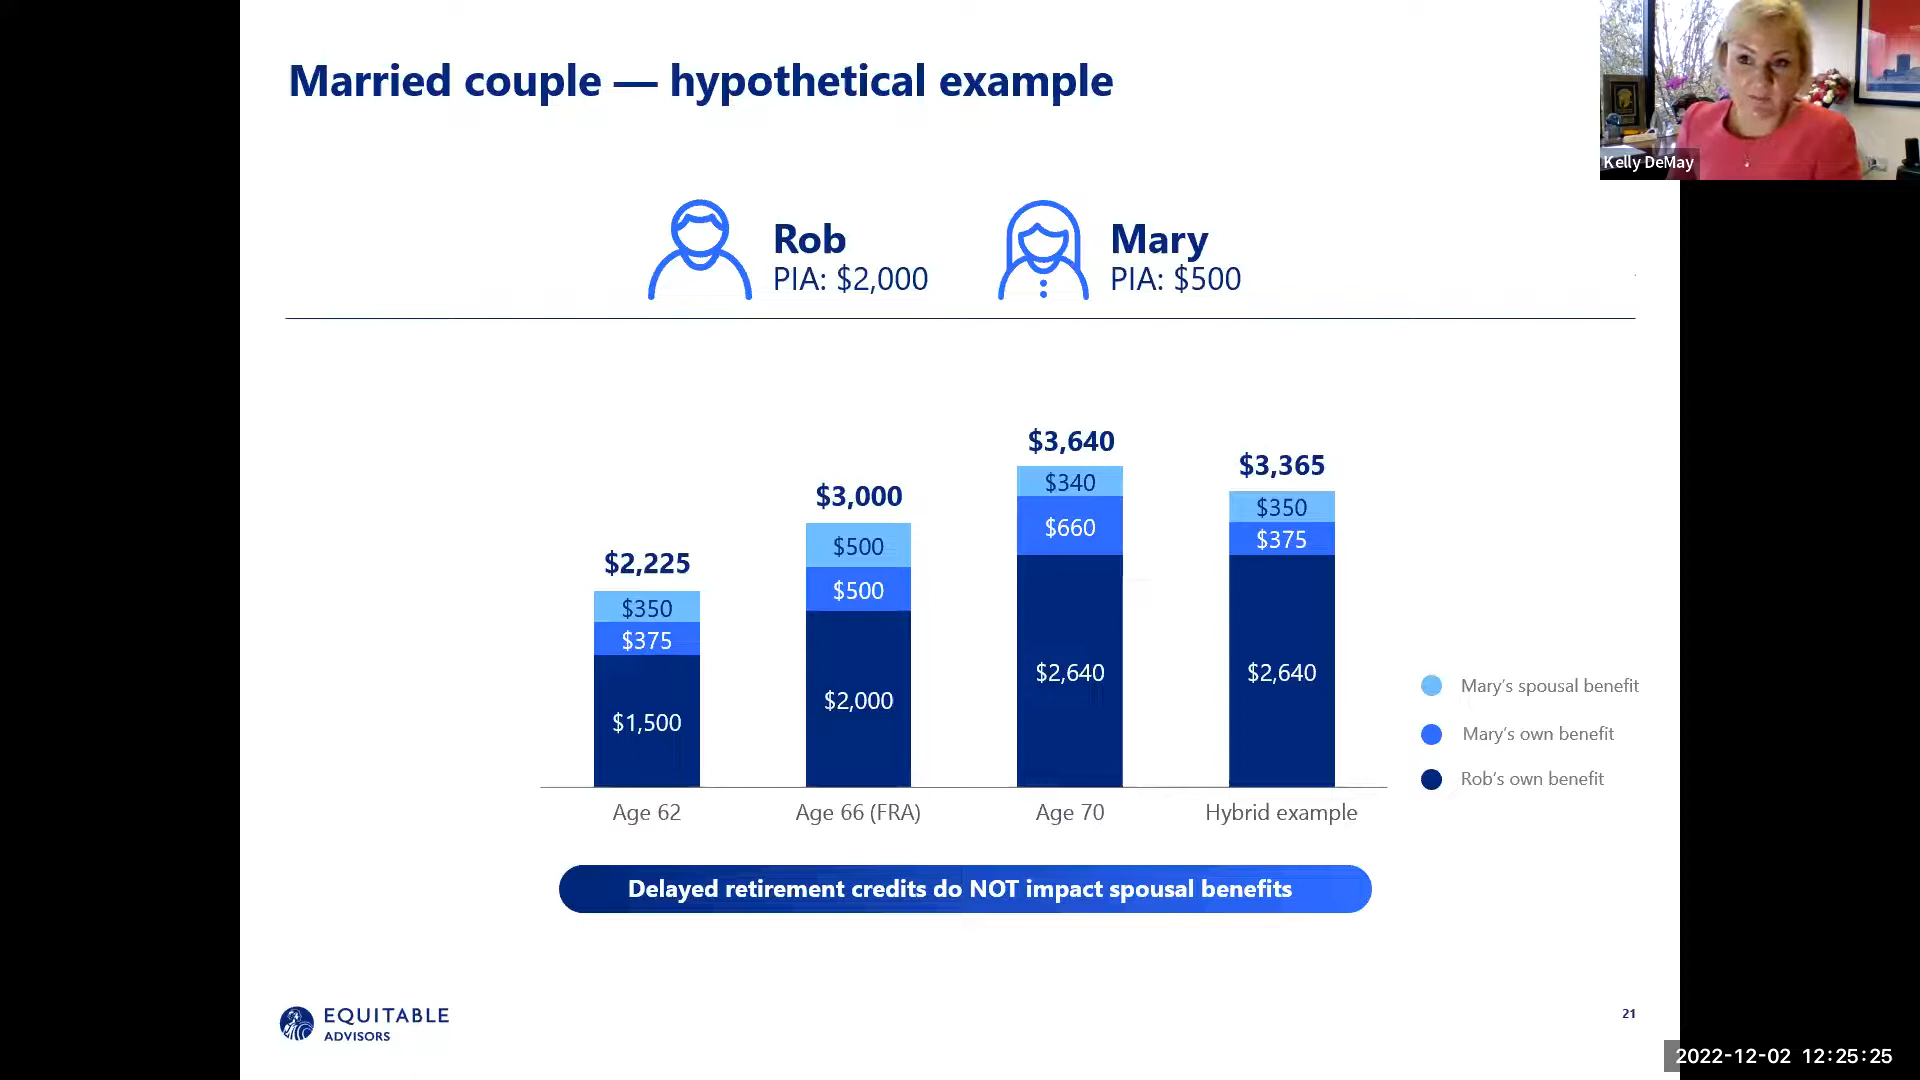 Married couple — hypothetical example
Kelly DeMay
Rob
PIA: $2,000
Mary
PIA: $500
$2,225
$350
$375
$1,500
Age 62
$3,000
$500
$500
$2,000
Age 66 (FRA)
$3,640
$340
$660
$2,640
Age 70
$3,365
$350
$375
$2,640
Hybrid example
Mary's spousal benefit
Mary's own benefit
Rob's own benefit
Delayed retirement credits do NOT impact spousal benefits
EQUITABLE
ADVISORS
21
2022-12-02 12:25:25